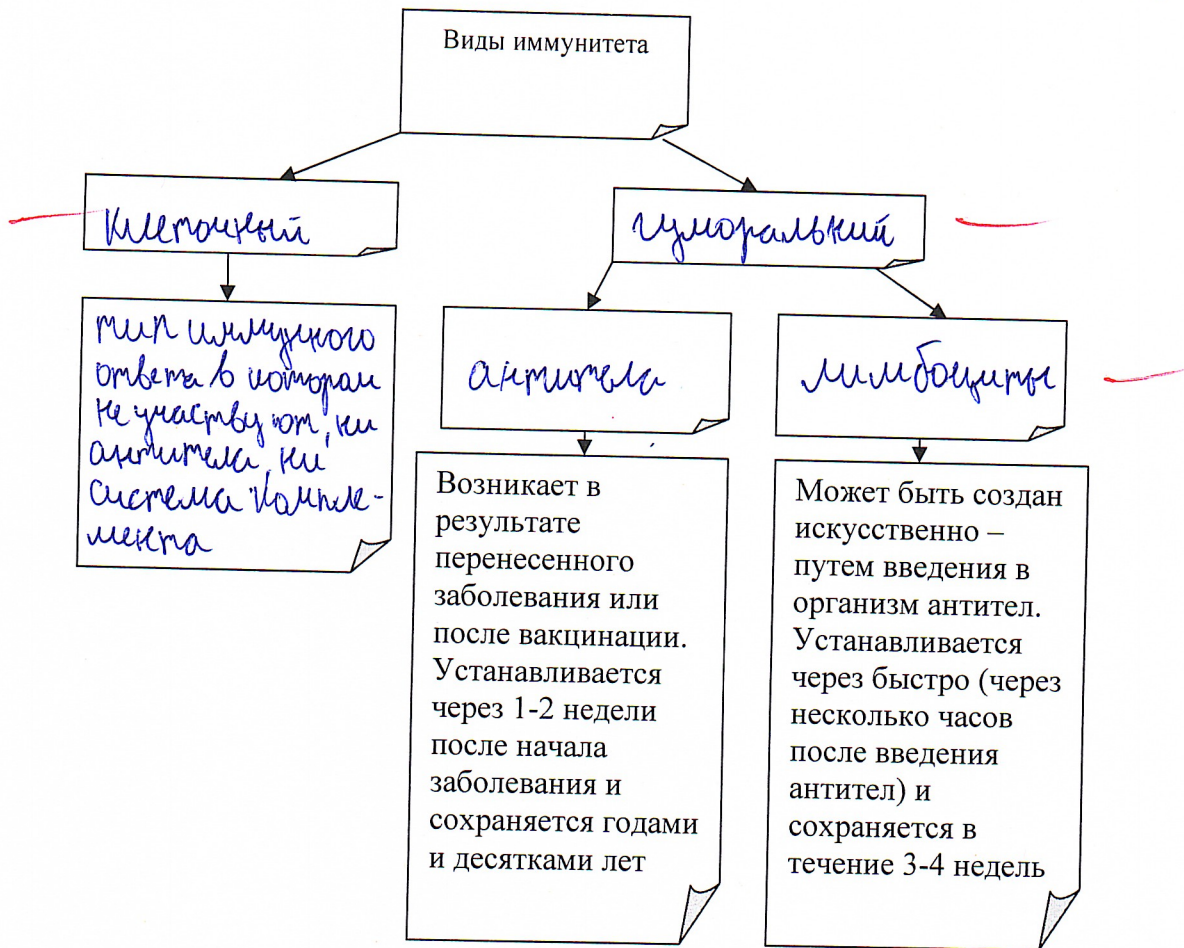 Виды иммунитета
клеточный
гуморальний
тип иммунного
ответа в котором
не участвуют, ни
антитела, ни
система компле-
мента
антитела
лимбоциты
Возникает в
результате
перенесенного
заболевания или
после вакцинации.
Устанавливается
через 1-2 недели
после начала
заболевания и
сохраняется годами
и десятками лет
Может быть создан
искусственно –
путем введения в
организм антител.
Устанавливается
через быстро (через
несколько часов
после введения
антител) и
сохраняется в
течение 3-4 недель